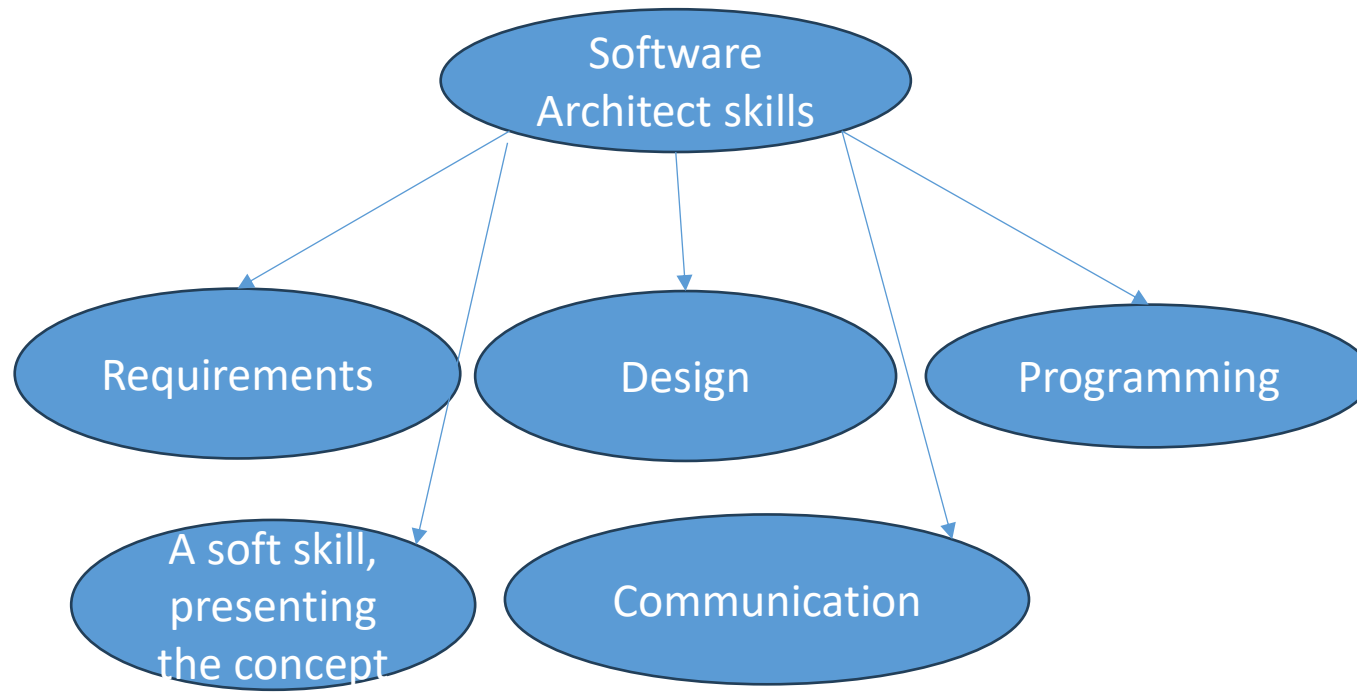 Software
Architect skills
Requirements
Design
Programming
A soft skill,
presenting
the concept
Communication